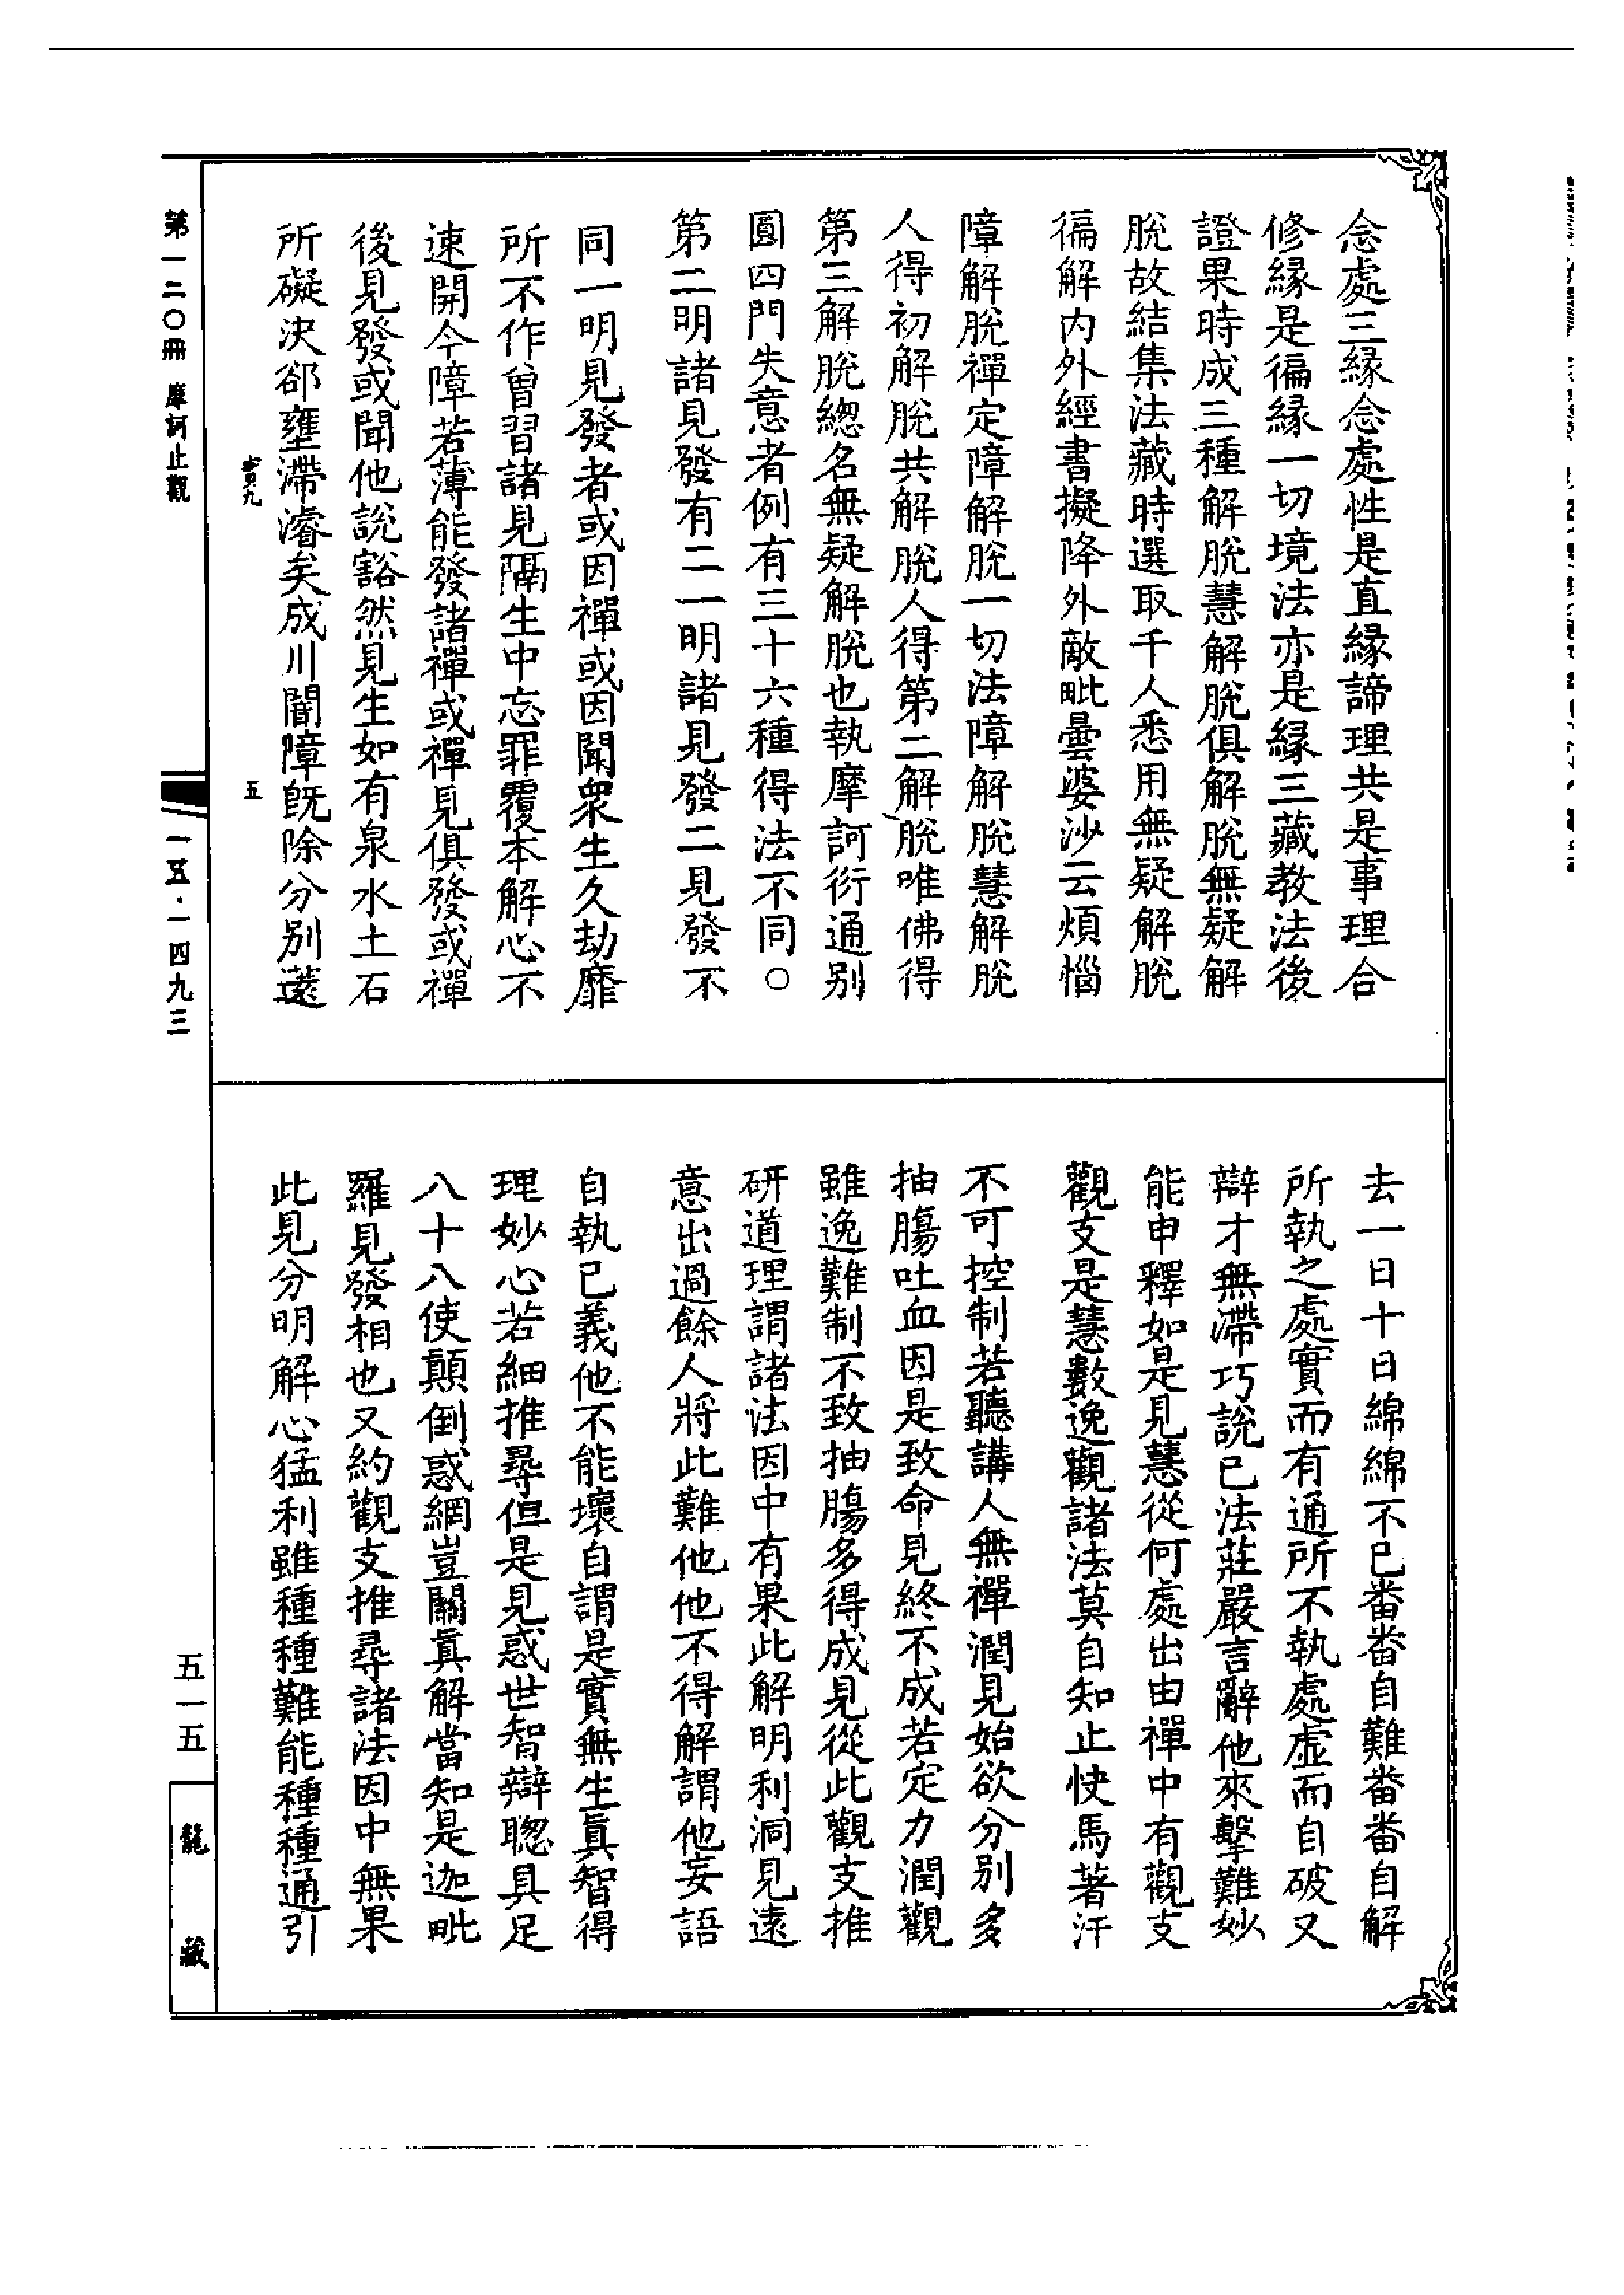 念處三緣念處性是直緣諦理共是事理合
修緣是徧緣一切境法亦是緣三藏教法後
證果時成三種解脫慧解脫俱解脫無疑解
脫故結集法藏時選取千人悉用無疑解脫
徧解內外經書擬降外敵毗曇婆沙云煩惱
障解脫禪定障解脫一切法障解脫慧解脫
人得初解脫共解脫人得第二解脫唯佛得
第三解脫總名無疑解脫也執摩訶衍通別
圓四門失意者例有三十六種得法不同○
第二明諸見發有二一明諸見發二見發不
同一明見發者或因禪或因聞衆生久劫靡
所不作曾習諸見隔生中忘罪覆本解心不
速開今障若薄能發諸禪或禪見俱發或禪
後見發或聞他說豁然見生如有泉水土石
所礙決郤壅滯濬矣成川闇障既除分別薳
去一日十日綿綿不已番番自難番番自解
所執之處實而有通所不執處虛而自破又
辯才無滯巧說己法莊嚴言辭他來擊難妙
能申釋如是見慧從何處出由禪中有觀支
觀支是慧數逸觀諸法莫自知止快馬著汗
不可控制若聽講人無禪潤見始欲分別多
抽腸吐血因是致命見終不成若定力潤觀
雖逸難制不致抽腸多得成見從此觀支推
研道理謂諸法因中有果此解明利洞見遠
意出過餘人將此難他他不得解謂他妄語
自執己義他不能壞自謂是實無生真智得
理妙心若細推尋但是見惑世智辯聰具足
八十八使顛倒惑網豈關真解當知是迦毗
羅見發相也又約觀支推尋諸法因中無果
此見分明解心猛利雖種種難能種種通引
第一二〇冊 摩訶止觀
寶九
五
一五·一四九三
五一五
龍藏